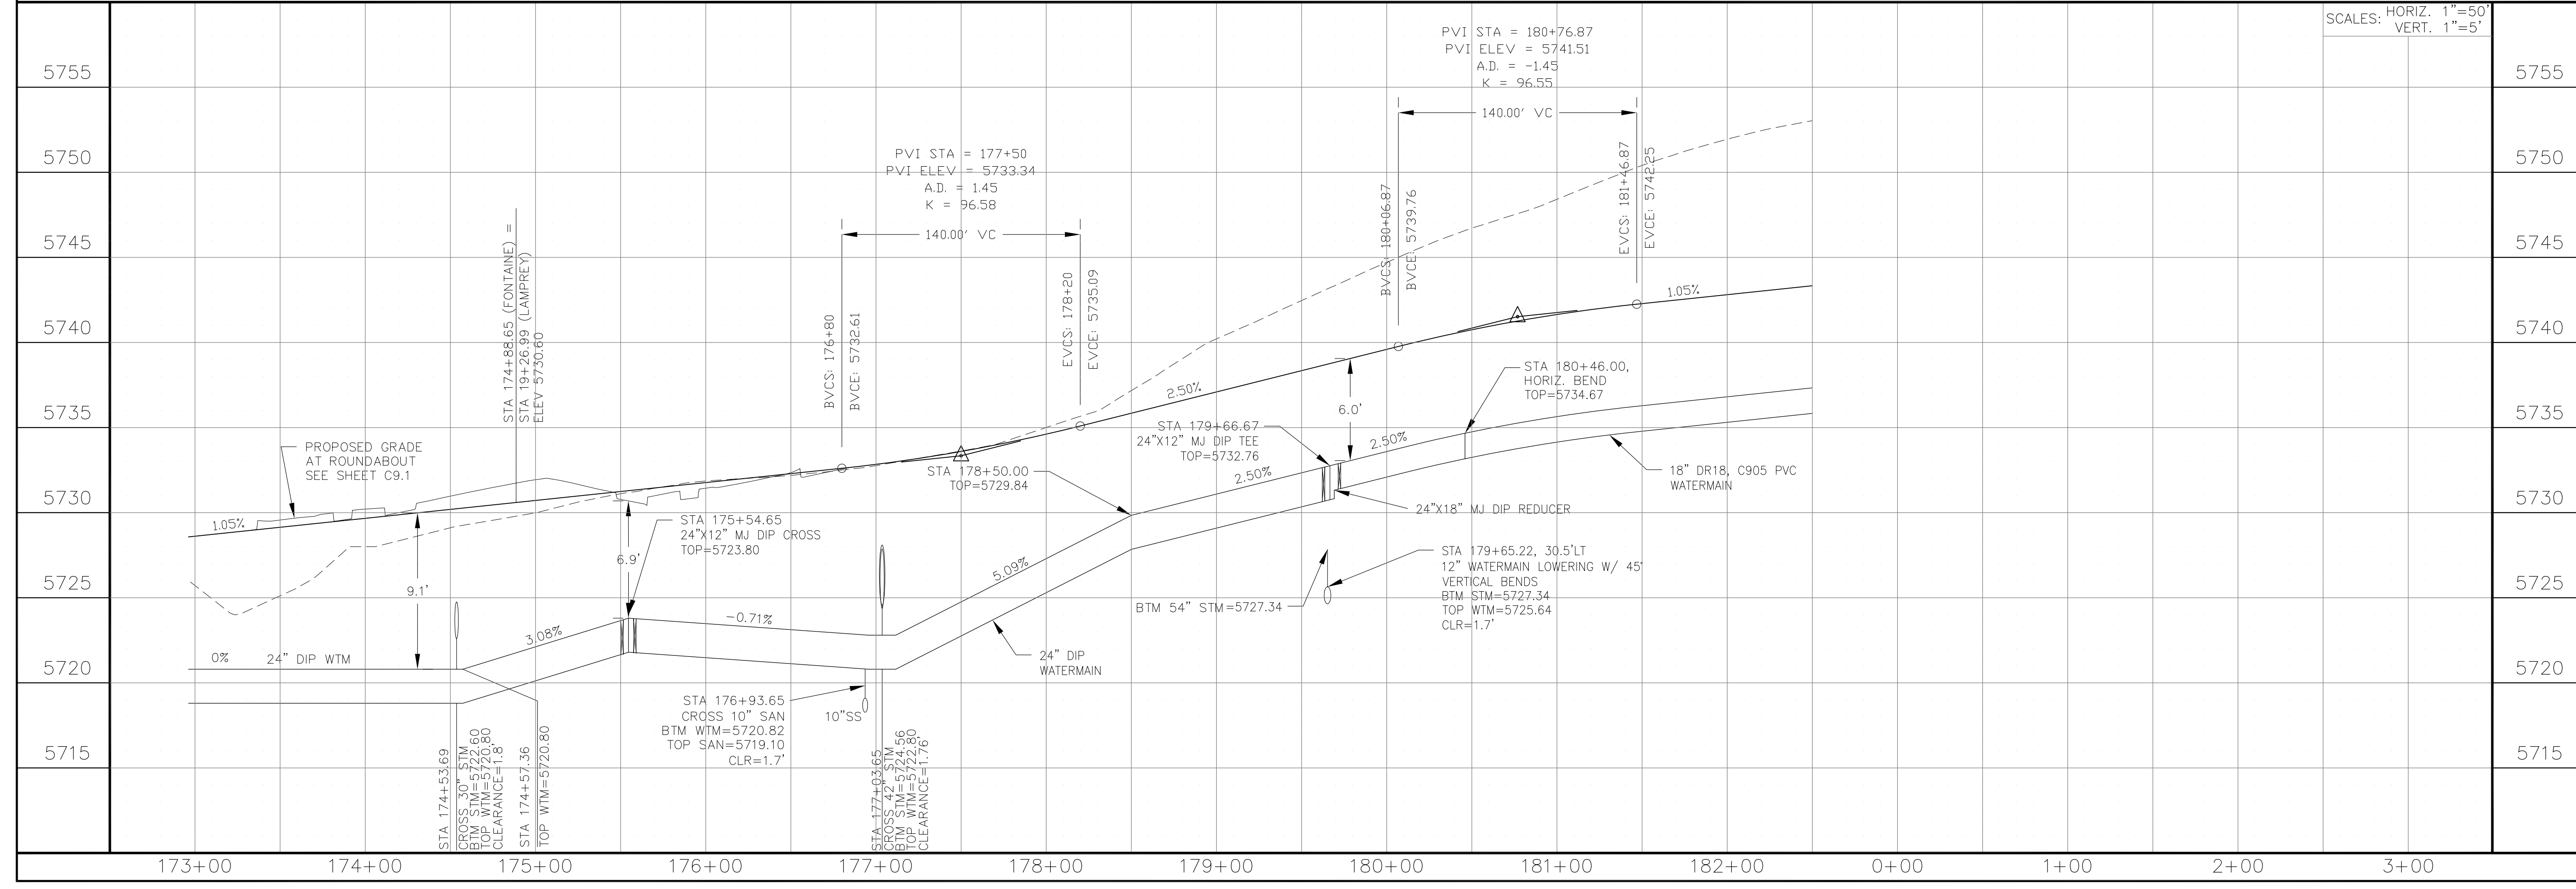 SCALES: HORIZ. 1"=50'
VERT. 1"=5'
PVI STA = 180+76.87
PVI ELEV = 5741.51
A.D. = -1.45
K = 96.55
140.00' VC
BVCS: 180+06.87
BVCE: 5739.76
EVCS: 181+46.87
EVCE: 5742.25
PVI STA = 177+50
PVI ELEV = 5733.34
A.D. = 1.45
K = 96.58
140.00' VC
BVCS: 176+80
BVCE: 5732.61
EVCS: 178+20
EVCE: 5735.09
STA 174+88.65 (FONTAINE) =
STA 19+26.99 (LAMPREY)
ELEV 5730.60
PROPOSED GRADE
AT ROUNDABOUT
SEE SHEET C9.1
1.05%
2.50%
1.05%
9.1'
6.9'
6.0'
STA 175+54.65
24"X12" MJ DIP CROSS
TOP=5723.80
STA 178+50.00
TOP=5729.84
STA 179+66.67
24"X12" MJ DIP TEE
TOP=5732.76
STA 180+46.00,
HORIZ. BEND
TOP=5734.67
2.50%
2.50%
18" DR18, C905 PVC
WATERMAIN
24"X18" MJ DIP REDUCER
STA 179+65.22, 30.5'LT
12" WATERMAIN LOWERING W/ 45°
VERTICAL BENDS
BTM STM=5727.34
TOP WTM=5725.64
CLR=1.7'
BTM 54" STM=5727.34
0%
24" DIP WTM
3.08%
-0.71%
5.09%
24" DIP
WATERMAIN
STA 176+93.65
CROSS 10" SAN
BTM WTM=5720.82
TOP SAN=5719.10
CLR=1.7'
10"SS
STA 174+53.69
CROSS 30" STM
BTM STM=5722.60
TOP WTM=5720.80
CLEARANCE=1.8'
STA 174+57.36
TOP WTM=5720.80
STA 177+03.65
CROSS 42" STM
BTM STM=5724.56
TOP WTM=5722.80
CLEARANCE=1.76'
5755
5750
5745
5740
5735
5730
5725
5720
5715
5755
5750
5745
5740
5735
5730
5725
5720
5715
173+00
174+00
175+00
176+00
177+00
178+00
179+00
180+00
181+00
182+00
0+00
1+00
2+00
3+00